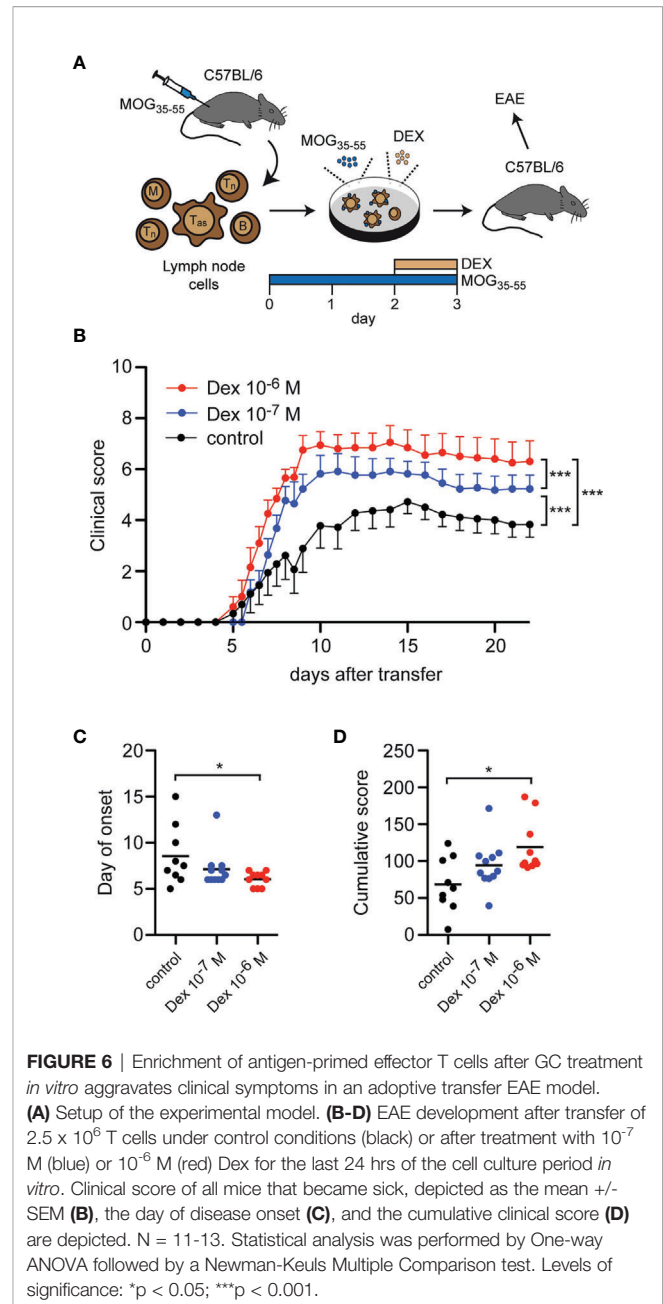 A
C57BL/6
MOG35-55
M
Tn
Tn
Tas
B
Lymph node
cells
MOG35-55
DEX
EAE
C57BL/6
DEX
MOG35-55
0 1 2 3
day
B
Clinical score
10
8
6
4
2
0
Dex 10-6 M
Dex 10-7 M
control
***
***
***
0 5 10 15 20
days after transfer
C
Day of onset
20
15
10
5
0
*
control
Dex 10-7 M
Dex 10-6 M
D
Cumulative score
250
200
150
100
50
0
*
control
Dex 10-7 M
Dex 10-6 M
FIGURE 6 | Enrichment of antigen-primed effector T cells after GC treatment
in vitro aggravates clinical symptoms in an adoptive transfer EAE model.
(A) Setup of the experimental model. (B-D) EAE development after transfer of
2.5 x 106 T cells under control conditions (black) or after treatment with 10-7
M (blue) or 10-6 M (red) Dex for the last 24 hrs of the cell culture period in
vitro. Clinical score of all mice that became sick, depicted as the mean +/-
SEM (B), the day of disease onset (C), and the cumulative clinical score (D)
are depicted. N = 11-13. Statistical analysis was performed by One-way
ANOVA followed by a Newman-Keuls Multiple Comparison test. Levels of
significance: *p < 0.05; ***p < 0.001.